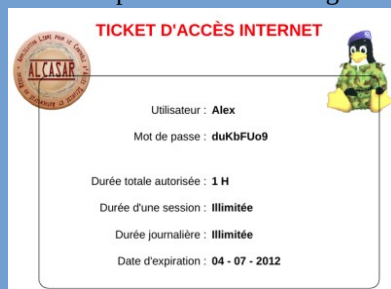 TICKET D'ACCÈS INTERNET
ALCASAR
Utilisateur : Alex
Mot de passe : duKbFUo9
Durée totale autorisée : 1 H
Durée d'une session : Illimitée
Durée journalière : Illimitée
Date d'expiration : 04 - 07 - 2012